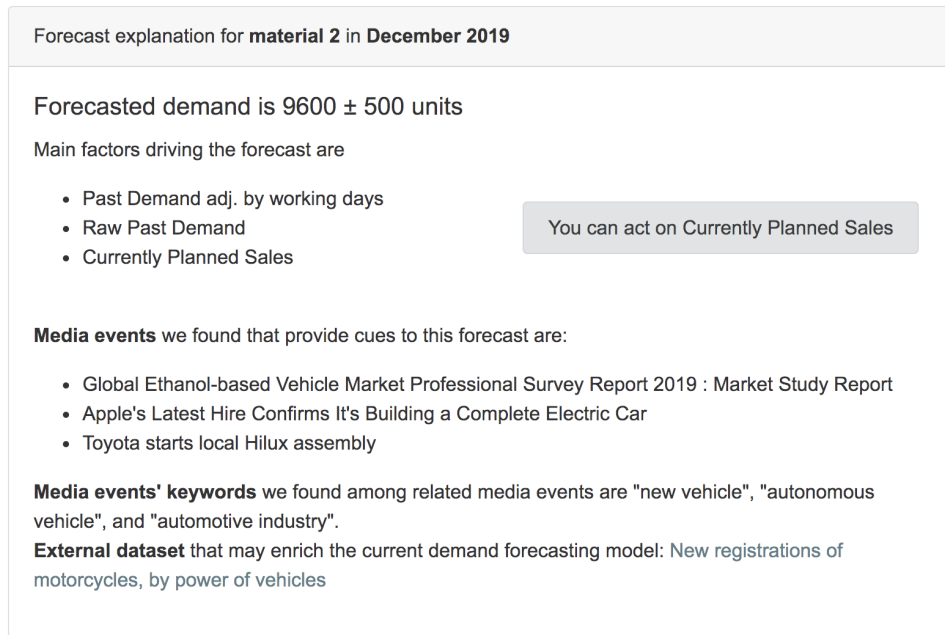 Forecast explanation for material 2 in December 2019
Forecasted demand is 9600 ± 500 units
Main factors driving the forecast are
• Past Demand adj. by working days
• Raw Past Demand
• Currently Planned Sales
You can act on Currently Planned Sales
Media events we found that provide cues to this forecast are:
• Global Ethanol-based Vehicle Market Professional Survey Report 2019 : Market Study Report
• Apple's Latest Hire Confirms It's Building a Complete Electric Car
• Toyota starts local Hilux assembly
Media events' keywords we found among related media events are "new vehicle", "autonomous
vehicle", and "automotive industry".
External dataset that may enrich the current demand forecasting model: New registrations of
motorcycles, by power of vehicles